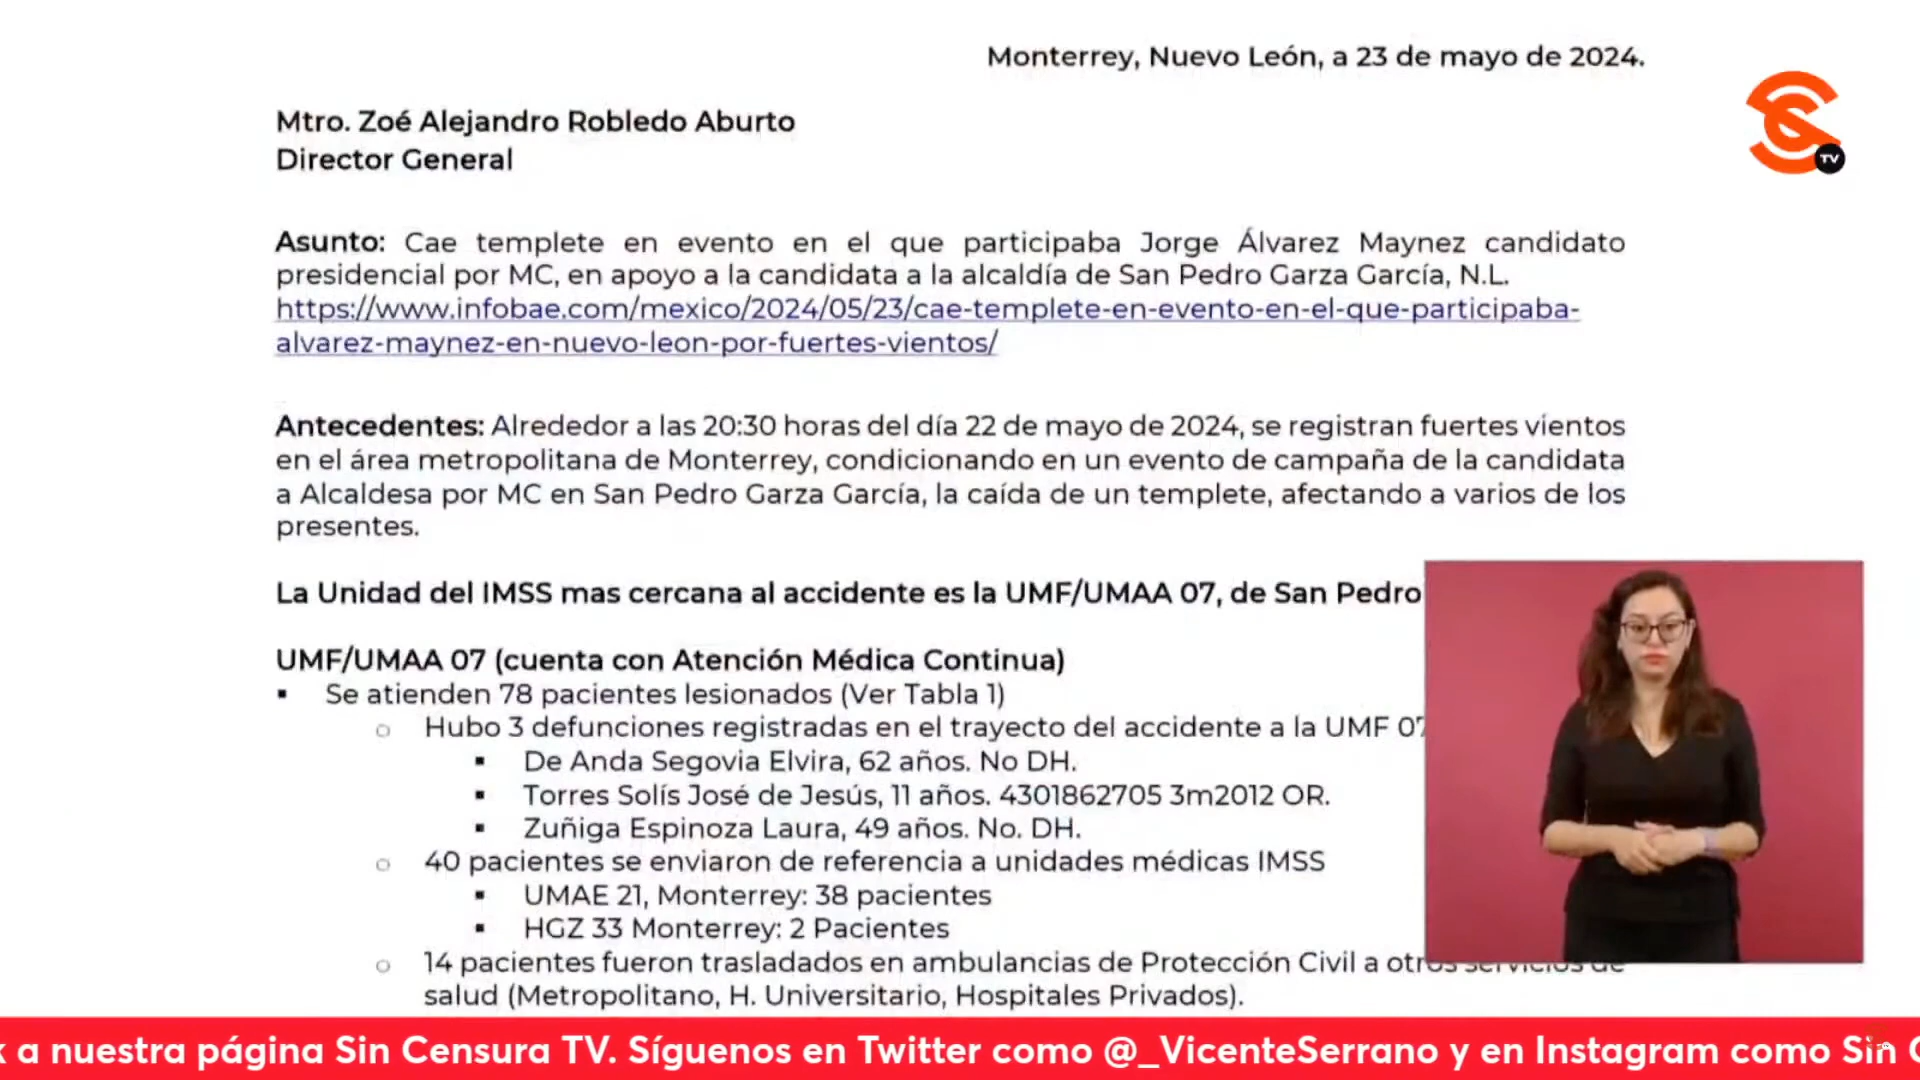 Monterrey, Nuevo León, a 23 de mayo de 2024.
TV
Mtro. Zoé Alejandro Robledo Aburto
Director General
Asunto: Cae templete en evento en el que participaba Jorge Álvarez Maynez candidato
presidencial por MC, en apoyo a la candidata a la alcaldía de San Pedro Garza García, N.L.
https://www.infobae.com/mexico/2024/05/23/cae-templete-en-evento-en-el-que-participaba-
alvarez-maynez-en-nuevo-leon-por-fuertes-vientos/
Antecedentes: Alrededor a las 20:30 horas del día 22 de mayo de 2024, se registran fuertes vientos
en el área metropolitana de Monterrey, condicionando en un evento de campaña de la candidata
a Alcaldesa por MC en San Pedro Garza García, la caída de un templete, afectando a varios de los
presentes.
La Unidad del IMSS mas cercana al accidente es la UMF/UMAA 07, de San Pedro
UMF/UMAA 07 (cuenta con Atención Médica Continua)
▪ Se atienden 78 pacientes lesionados (Ver Tabla 1)
o Hubo 3 defunciones registradas en el trayecto del accidente a la UMF 07
▪ De Anda Segovia Elvira, 62 años. No DH.
▪ Torres Solís José de Jesús, 11 años. 4301862705 3m2012 OR.
▪ Zuñiga Espinoza Laura, 49 años. No. DH.
o 40 pacientes se enviaron de referencia a unidades médicas IMSS
▪ UMAE 21, Monterrey: 38 pacientes
▪ HGZ 33 Monterrey: 2 Pacientes
o 14 pacientes fueron trasladados en ambulancias de Protección Civil a otros servicios de
salud (Metropolitano, H. Universitario, Hospitales Privados).
k a nuestra página Sin Censura TV. Síguenos en Twitter como @_VicenteSerrano y en Instagram como Sin C